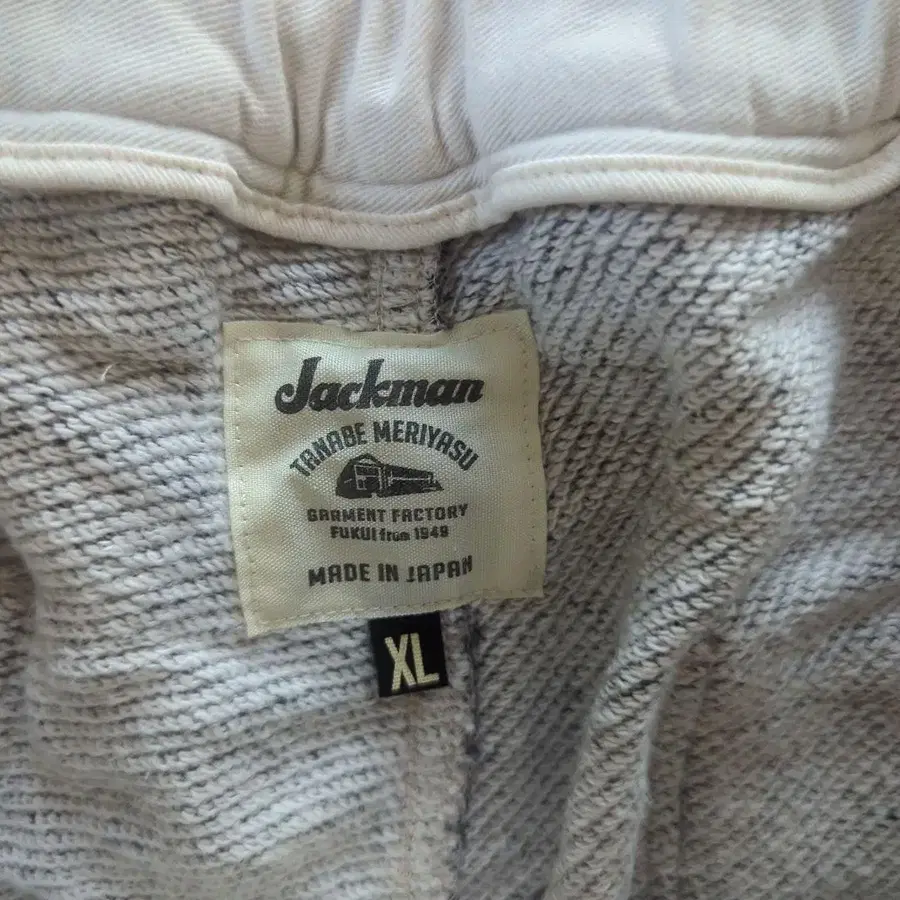 Jackman
TANABE MERIYASU
GARMENT FACTORY
FUKUI from 1949
MADE IN JAPAN
XL